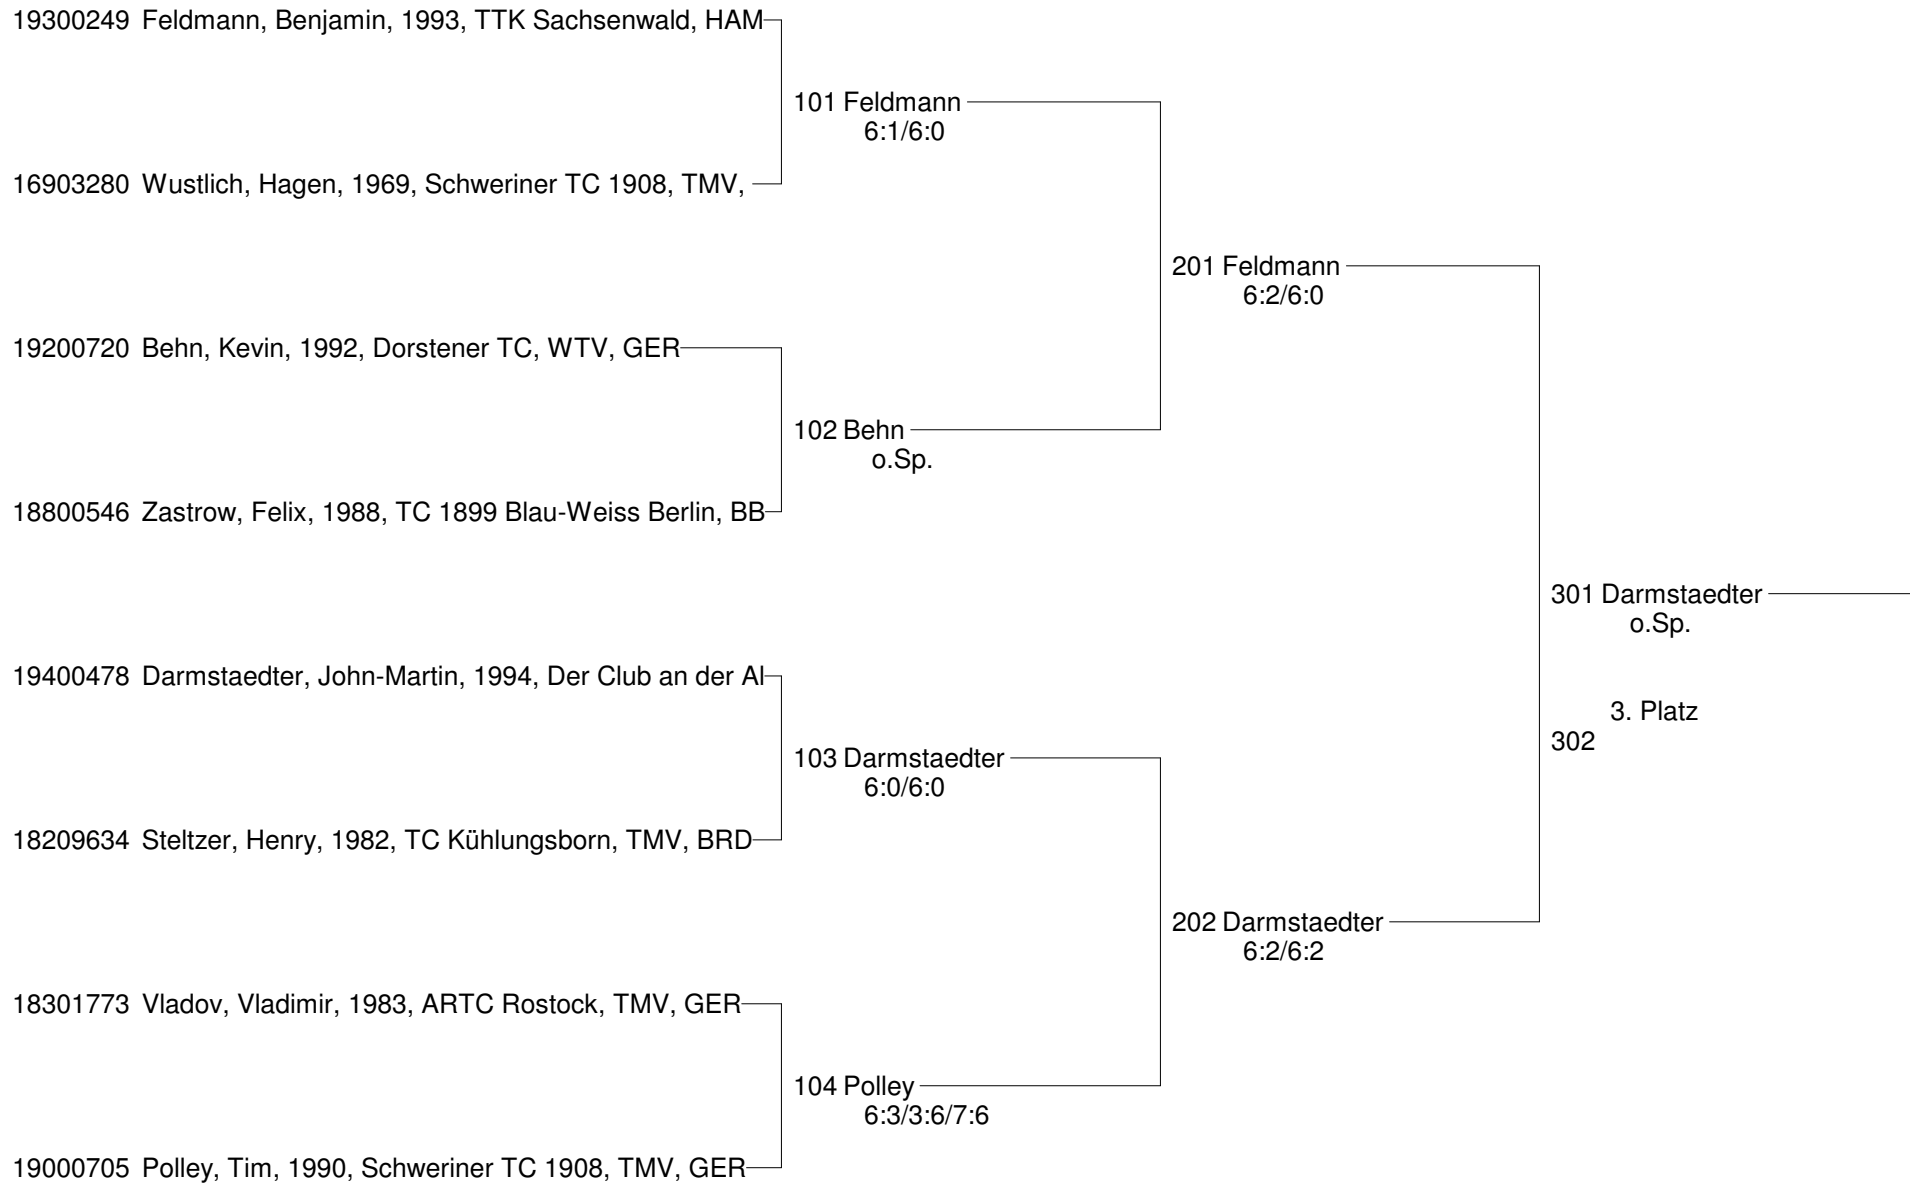 19300249 Feldmann, Benjamin, 1993, TTK Sachsenwald, HAM
101 Feldmann
6:1/6:0
16903280 Wustlich, Hagen, 1969, Schweriner TC 1908, TMV,
201 Feldmann
6:2/6:0
19200720 Behn, Kevin, 1992, Dorstener TC, WTV, GER
102 Behn
o.Sp.
18800546 Zastrow, Felix, 1988, TC 1899 Blau-Weiss Berlin, BB
301 Darmstaedter
o.Sp.
19400478 Darmstaedter, John-Martin, 1994, Der Club an der Al
3. Platz
302
103 Darmstaedter
6:0/6:0
18209634 Steltzer, Henry, 1982, TC Kühlungsborn, TMV, BRD
202 Darmstaedter
6:2/6:2
18301773 Vladov, Vladimir, 1983, ARTC Rostock, TMV, GER
104 Polley
6:3/3:6/7:6
19000705 Polley, Tim, 1990, Schweriner TC 1908, TMV, GER